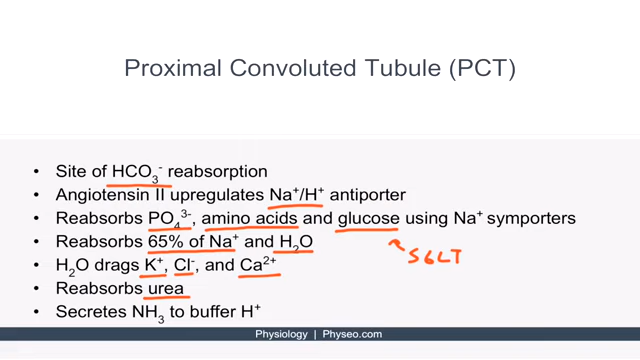 Proximal Convoluted Tubule (PCT)
• Site of HCO₃⁻ reabsorption
• Angiotensin II upregulates Na⁺/H⁺ antiporter
• Reabsorbs PO₄³⁻, amino acids and glucose using Na⁺ symporters
• Reabsorbs 65% of Na⁺ and H₂O
SGLT
• H₂O drags K⁺, Cl⁻, and Ca²⁺
• Reabsorbs urea
• Secretes NH₃ to buffer H⁺
Physiology | Physeo.com